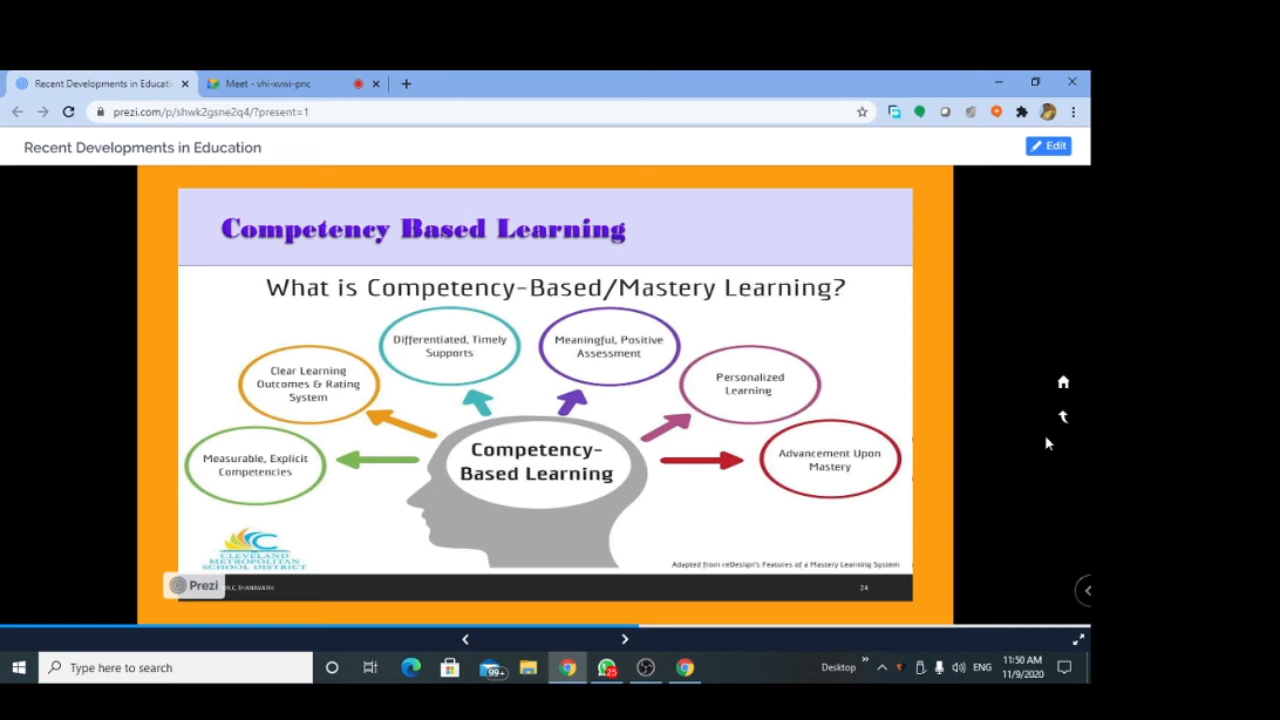 Recent Developments in Educati
Meet - vhi-xvwi-pnc
prezi.com/p/shwk2gsne2q4/?present=1
Recent Developments in Education
Edit
Competency Based Learning
What is Competency-Based/Mastery Learning?
Differentiated, Timely
Supports
Meaningful, Positive
Assessment
Clear Learning
Outcomes & Rating
System
Personalized
Learning
Measurable, Explicit
Competencies
Competency-
Based Learning
Advancement Upon
Mastery
CLEVELAND
METROPOLITAN
SCHOOL DISTRICT
Adapted from reDesign's Features of a Mastery Learning System
Prezi
.C.THANAVATHI
24
Type here to search
99+
25
Desktop
ENG
11:50 AM
11/9/2020